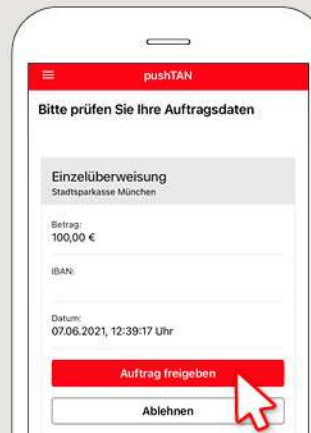 pushTAN
Bitte prüfen Sie Ihre Auftragsdaten
Einzelüberweisung
Stadtsparkasse München
Betrag:
100,00 €
IBAN:
Datum:
07.06.2021, 12:39:17 Uhr
Auftrag freigeben
Ablehnen